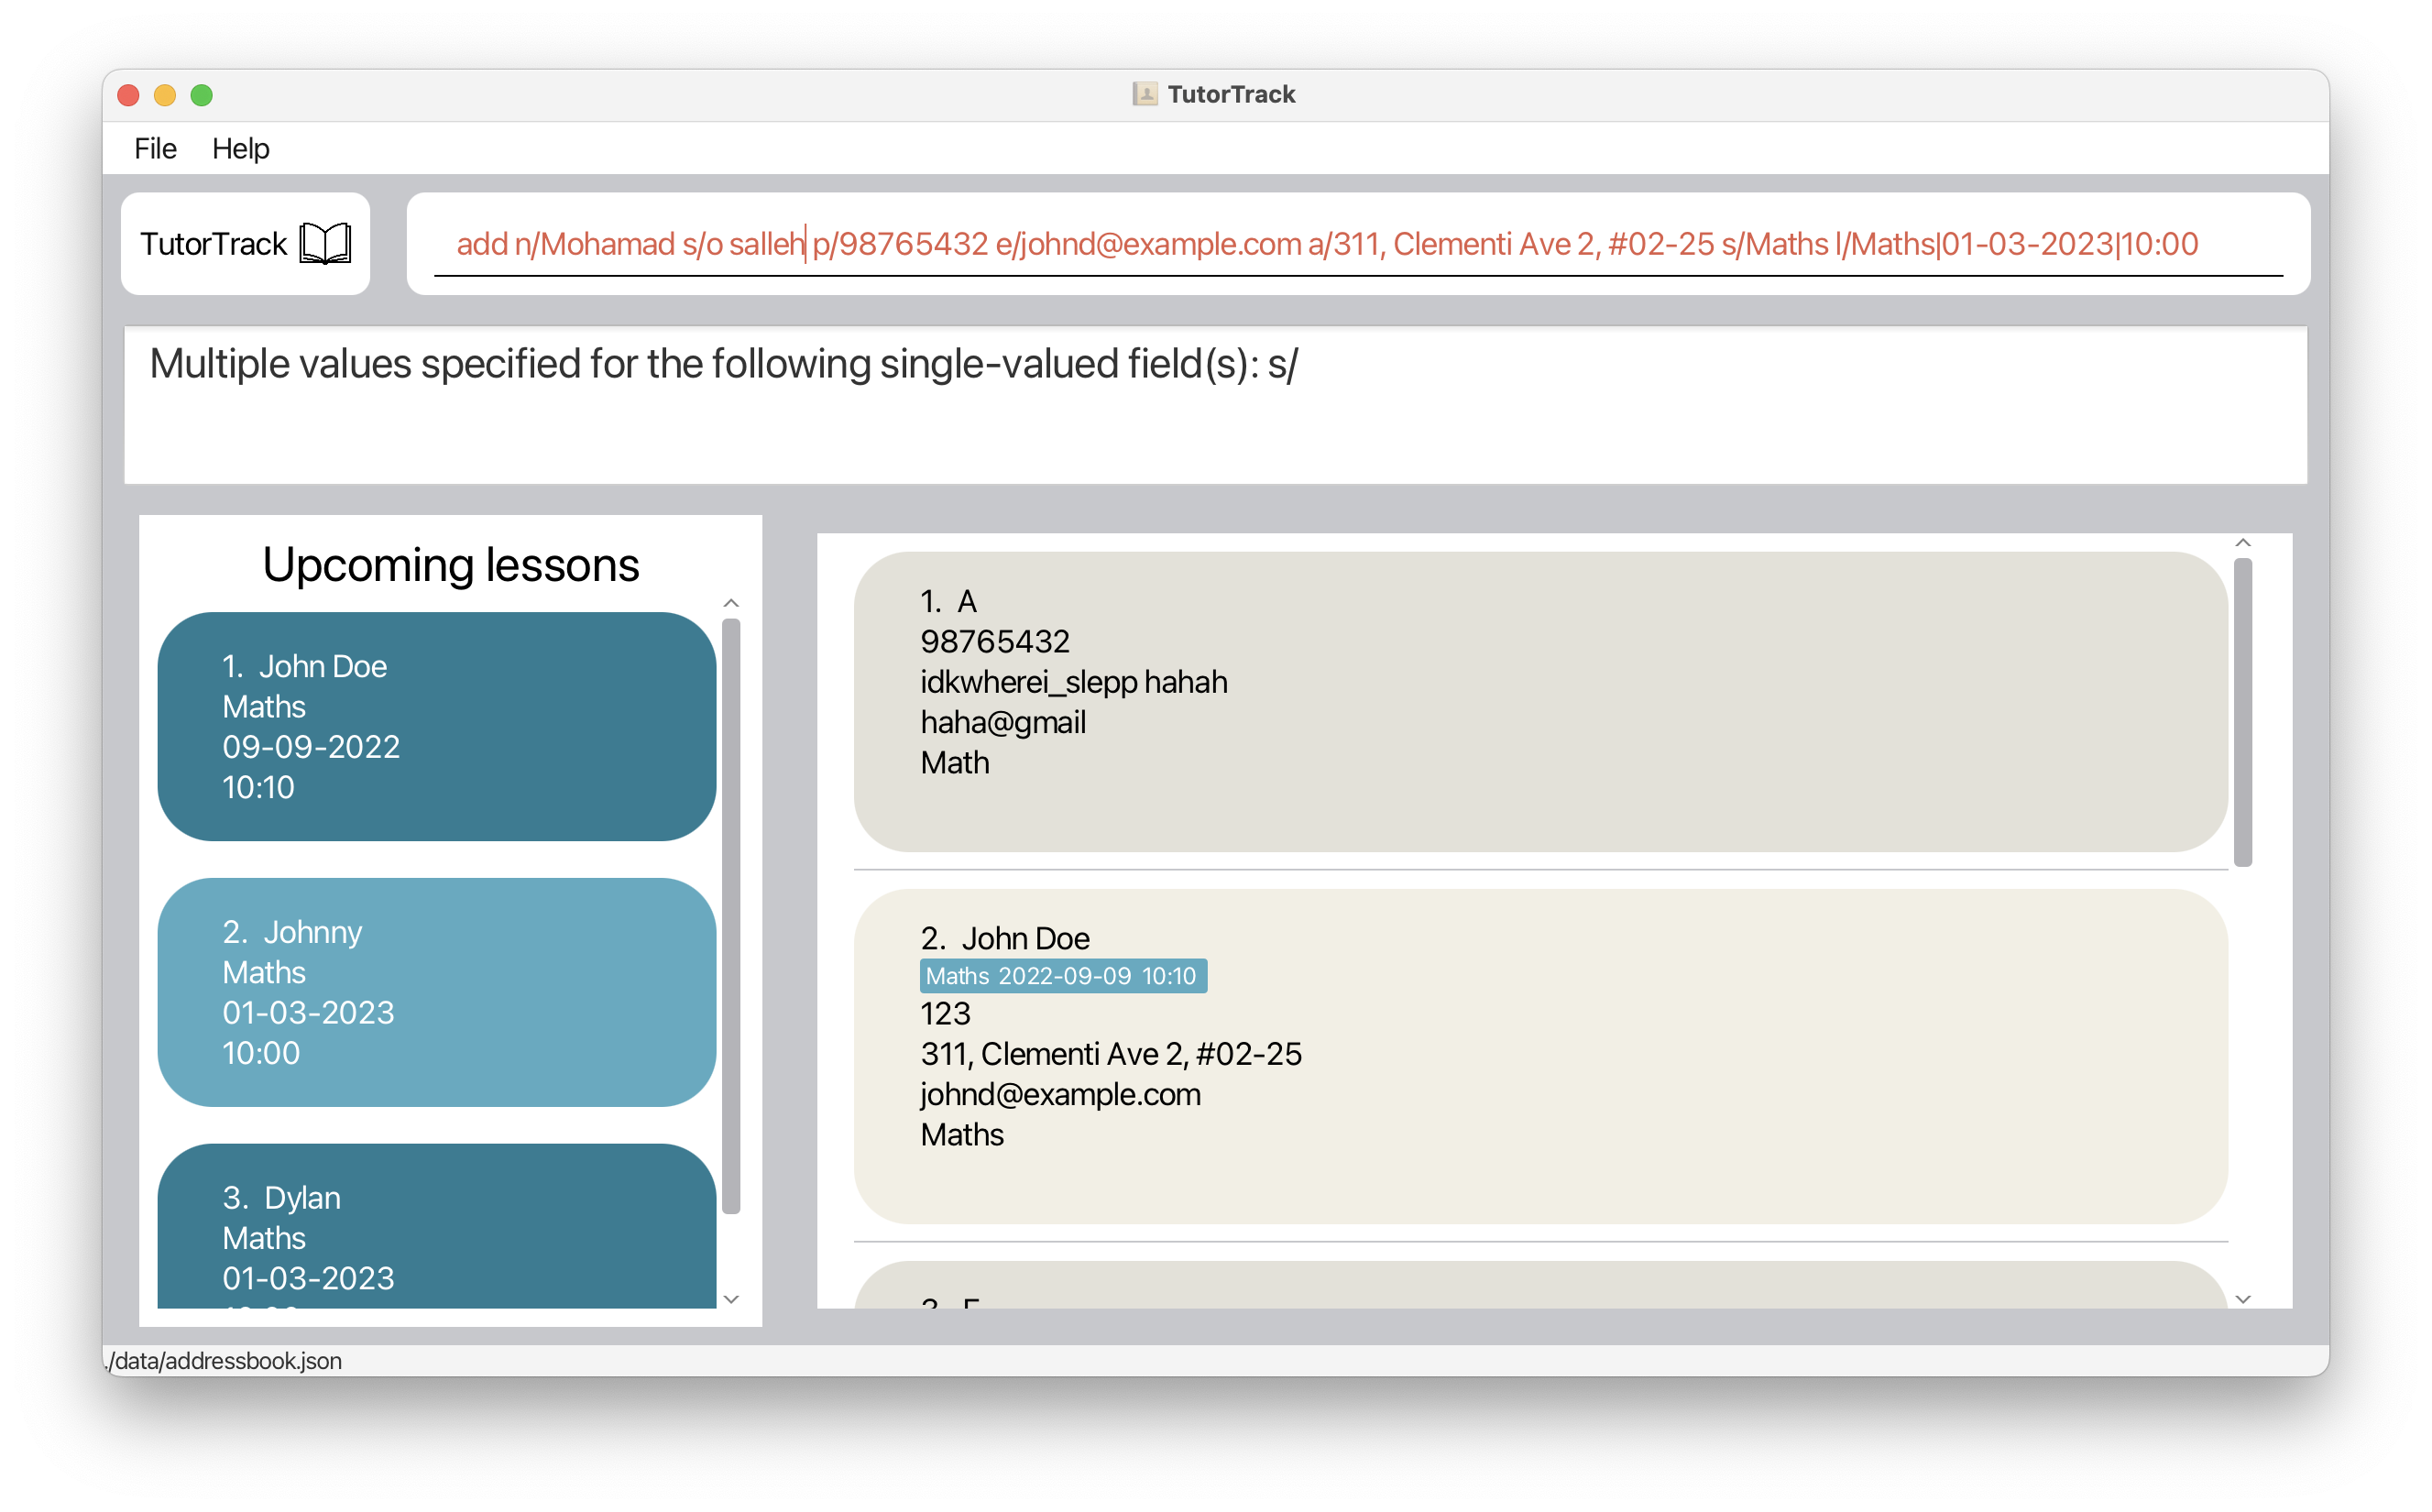 TutorTrack
File Help
TutorTrack
add n/Mohamad s/o salleh p/98765432 e/johnd@example.com a/311, Clementi Ave 2, #02-25 s/Maths l/Maths|01-03-2023|10:00
Multiple values specified for the following single-valued field(s): s/
Upcoming lessons
1. John Doe
Maths
09-09-2022
10:10
2. Johnny
Maths
01-03-2023
10:00
3. Dylan
Maths
01-03-2023
1. A
98765432
idkwherei_slepp hahah
haha@gmail
Math
2. John Doe
Maths 2022-09-09 10:10
123
311, Clementi Ave 2, #02-25
johnd@example.com
Maths
./data/addressbook.json